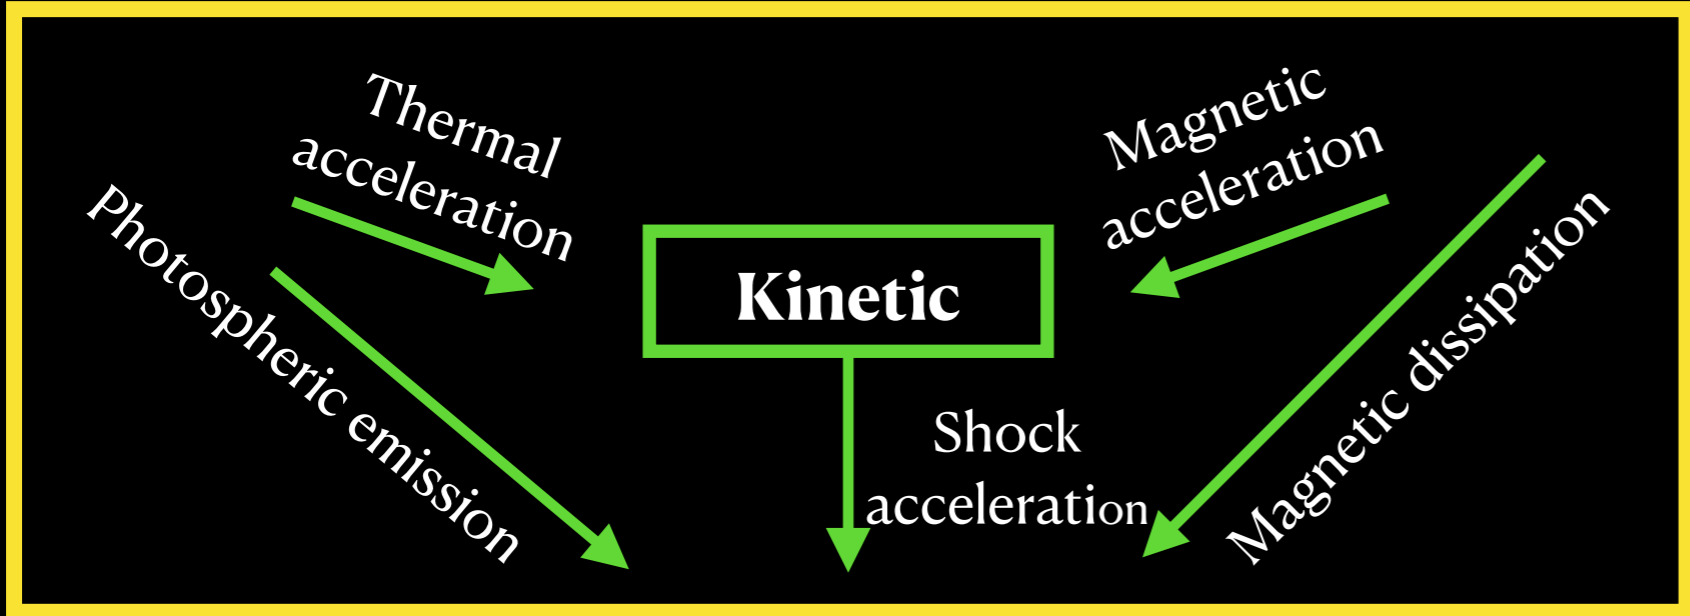 Thermal
acceleration
Magnetic
acceleration
Photospheric emission
Kinetic
Magnetic dissipation
Shock
acceleration